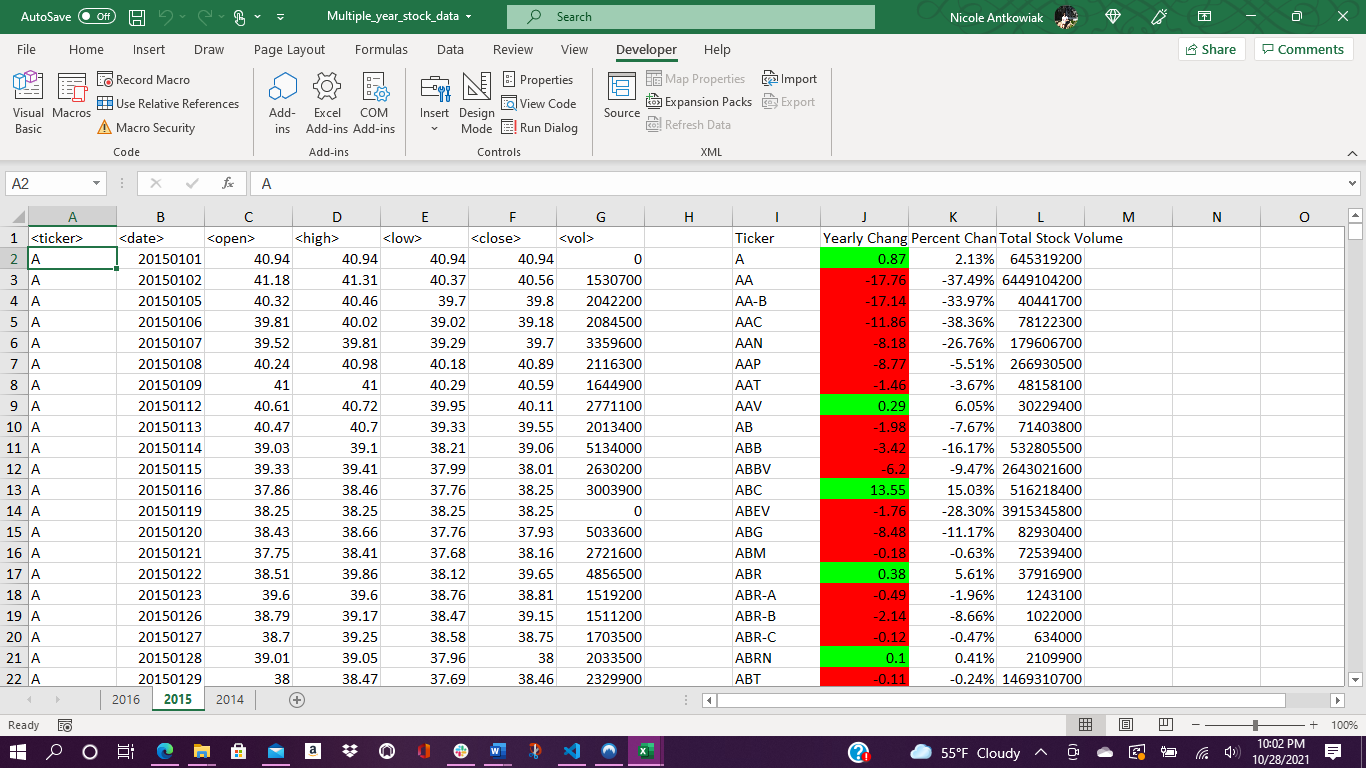 AutoSave Off Multiple_year_stock_data Search Nicole Antkowiak
File Home Insert Draw Page Layout Formulas Data Review View Developer Help Share Comments
Visual Basic Macros Record Macro Use Relative References Macro Security
Add-ins Excel Add-ins COM Add-ins
Insert Design Mode Properties View Code Run Dialog
Source Map Properties Expansion Packs Refresh Data Import Export
Code Add-ins Controls XML
A2 fx A
A B C D E F G H I J K L M N O
1 <ticker> <date> <open> <high> <low> <close> <vol> Ticker Yearly Chang Percent Chan Total Stock Volume
2 A 20150101 40.94 40.94 40.94 40.94 0 A 0.87 2.13% 645319200
3 A 20150102 41.18 41.31 40.37 40.56 1530700 AA -17.76 -37.49% 6449104200
4 A 20150105 40.32 40.46 39.7 39.8 2042200 AA-B -17.14 -33.97% 40441700
5 A 20150106 39.81 40.02 39.02 39.18 2084500 AAC -11.86 -38.36% 78122300
6 A 20150107 39.52 39.81 39.29 39.7 3359600 AAN -8.18 -26.76% 179606700
7 A 20150108 40.24 40.98 40.18 40.89 2116300 AAP -8.77 -5.51% 266930500
8 A 20150109 41 41 40.29 40.59 1644900 AAT -1.46 -3.67% 48158100
9 A 20150112 40.61 40.72 39.95 40.11 2771100 AAV 0.29 6.05% 30229400
10 A 20150113 40.47 40.7 39.33 39.55 2013400 AB -1.98 -7.67% 71403800
11 A 20150114 39.03 39.1 38.21 39.06 5134000 ABB -3.42 -16.17% 532805500
12 A 20150115 39.33 39.41 37.99 38.01 2630200 ABBV -6.2 -9.47% 2643021600
13 A 20150116 37.86 38.46 37.76 38.25 3003900 ABC 13.55 15.03% 516218400
14 A 20150119 38.25 38.25 38.25 38.25 0 ABEV -1.76 -28.30% 3915345800
15 A 20150120 38.43 38.66 37.76 37.93 5033600 ABG -8.48 -11.17% 82930400
16 A 20150121 37.75 38.41 37.68 38.16 2721600 ABM -0.18 -0.63% 72539400
17 A 20150122 38.51 39.86 38.12 39.65 4856500 ABR 0.38 5.61% 37916900
18 A 20150123 39.6 39.6 38.76 38.81 1519200 ABR-A -0.49 -1.96% 1243100
19 A 20150126 38.79 39.17 38.47 39.15 1511200 ABR-B -2.14 -8.66% 1022000
20 A 20150127 38.7 39.25 38.58 38.75 1703500 ABR-C -0.12 -0.47% 634000
21 A 20150128 39.01 39.05 37.96 38 2033500 ABRN 0.1 0.41% 2109900
22 A 20150129 38 38.47 37.69 38.46 2329900 ABT -0.11 -0.24% 1469310700
2016 2015 2014
Ready 100%
55°F Cloudy 10:02 PM
10/28/2021